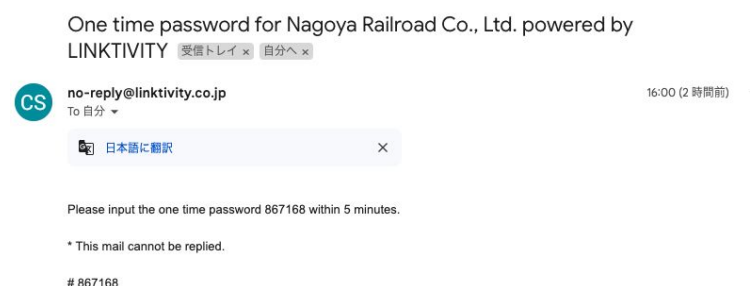 One time password for Nagoya Railroad Co., Ltd. powered by
LINKTIVITY 受信トレイ × 自分へ ×
CS no-reply@linktivity.co.jp 16:00 (2 時間前)
To 自分
日本語に翻訳 ×
Please input the one time password 867168 within 5 minutes.
* This mail cannot be replied.
# 867168